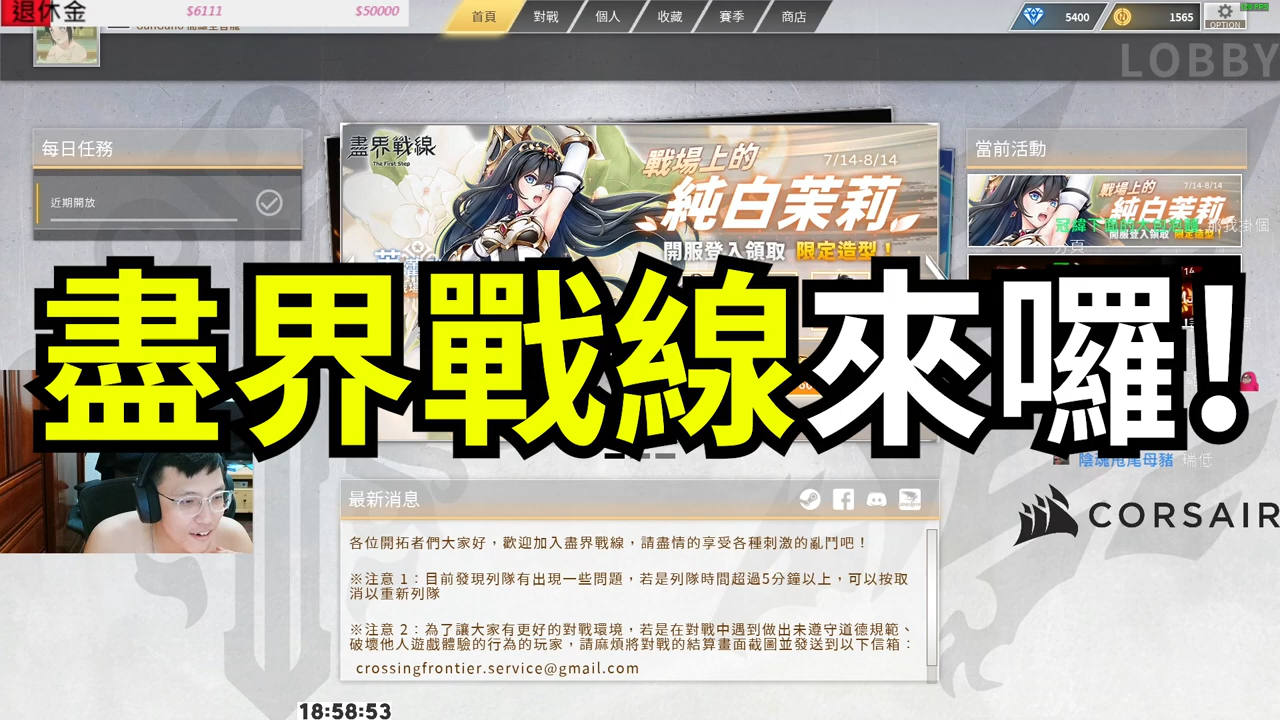 退休金
$6111
$50000
首頁
對戰
個人
收藏
賽季
商店
5400
1565
OPTION
LOBBY
每日任務
近期開放
盡界戰線
The First Step
戰場上的
7/14-8/14
純白茉莉
開服登入領取 限定造型！
當前活動
戰場上的
7/14-8/14
純白茉莉
開服登入領取 限定造型！
盡界戰線來囉!
瑞低
CORSAIR
最新消息
各位開拓者們大家好，歡迎加入盡界戰線，請盡情的享受各種刺激的亂鬥吧！
※注意 1：目前發現列隊有出現一些問題，若是列隊時間超過5分鐘以上，可以按取
消以重新列隊
※注意 2：為了讓大家有更好的對戰環境，若是在對戰中遇到做出未遵守道德規範、
破壞他人遊戲體驗的行為的玩家，請麻煩將對戰的結算畫面截圖並發送到以下信箱：
crossingfrontier.service@gmail.com
18:58:53